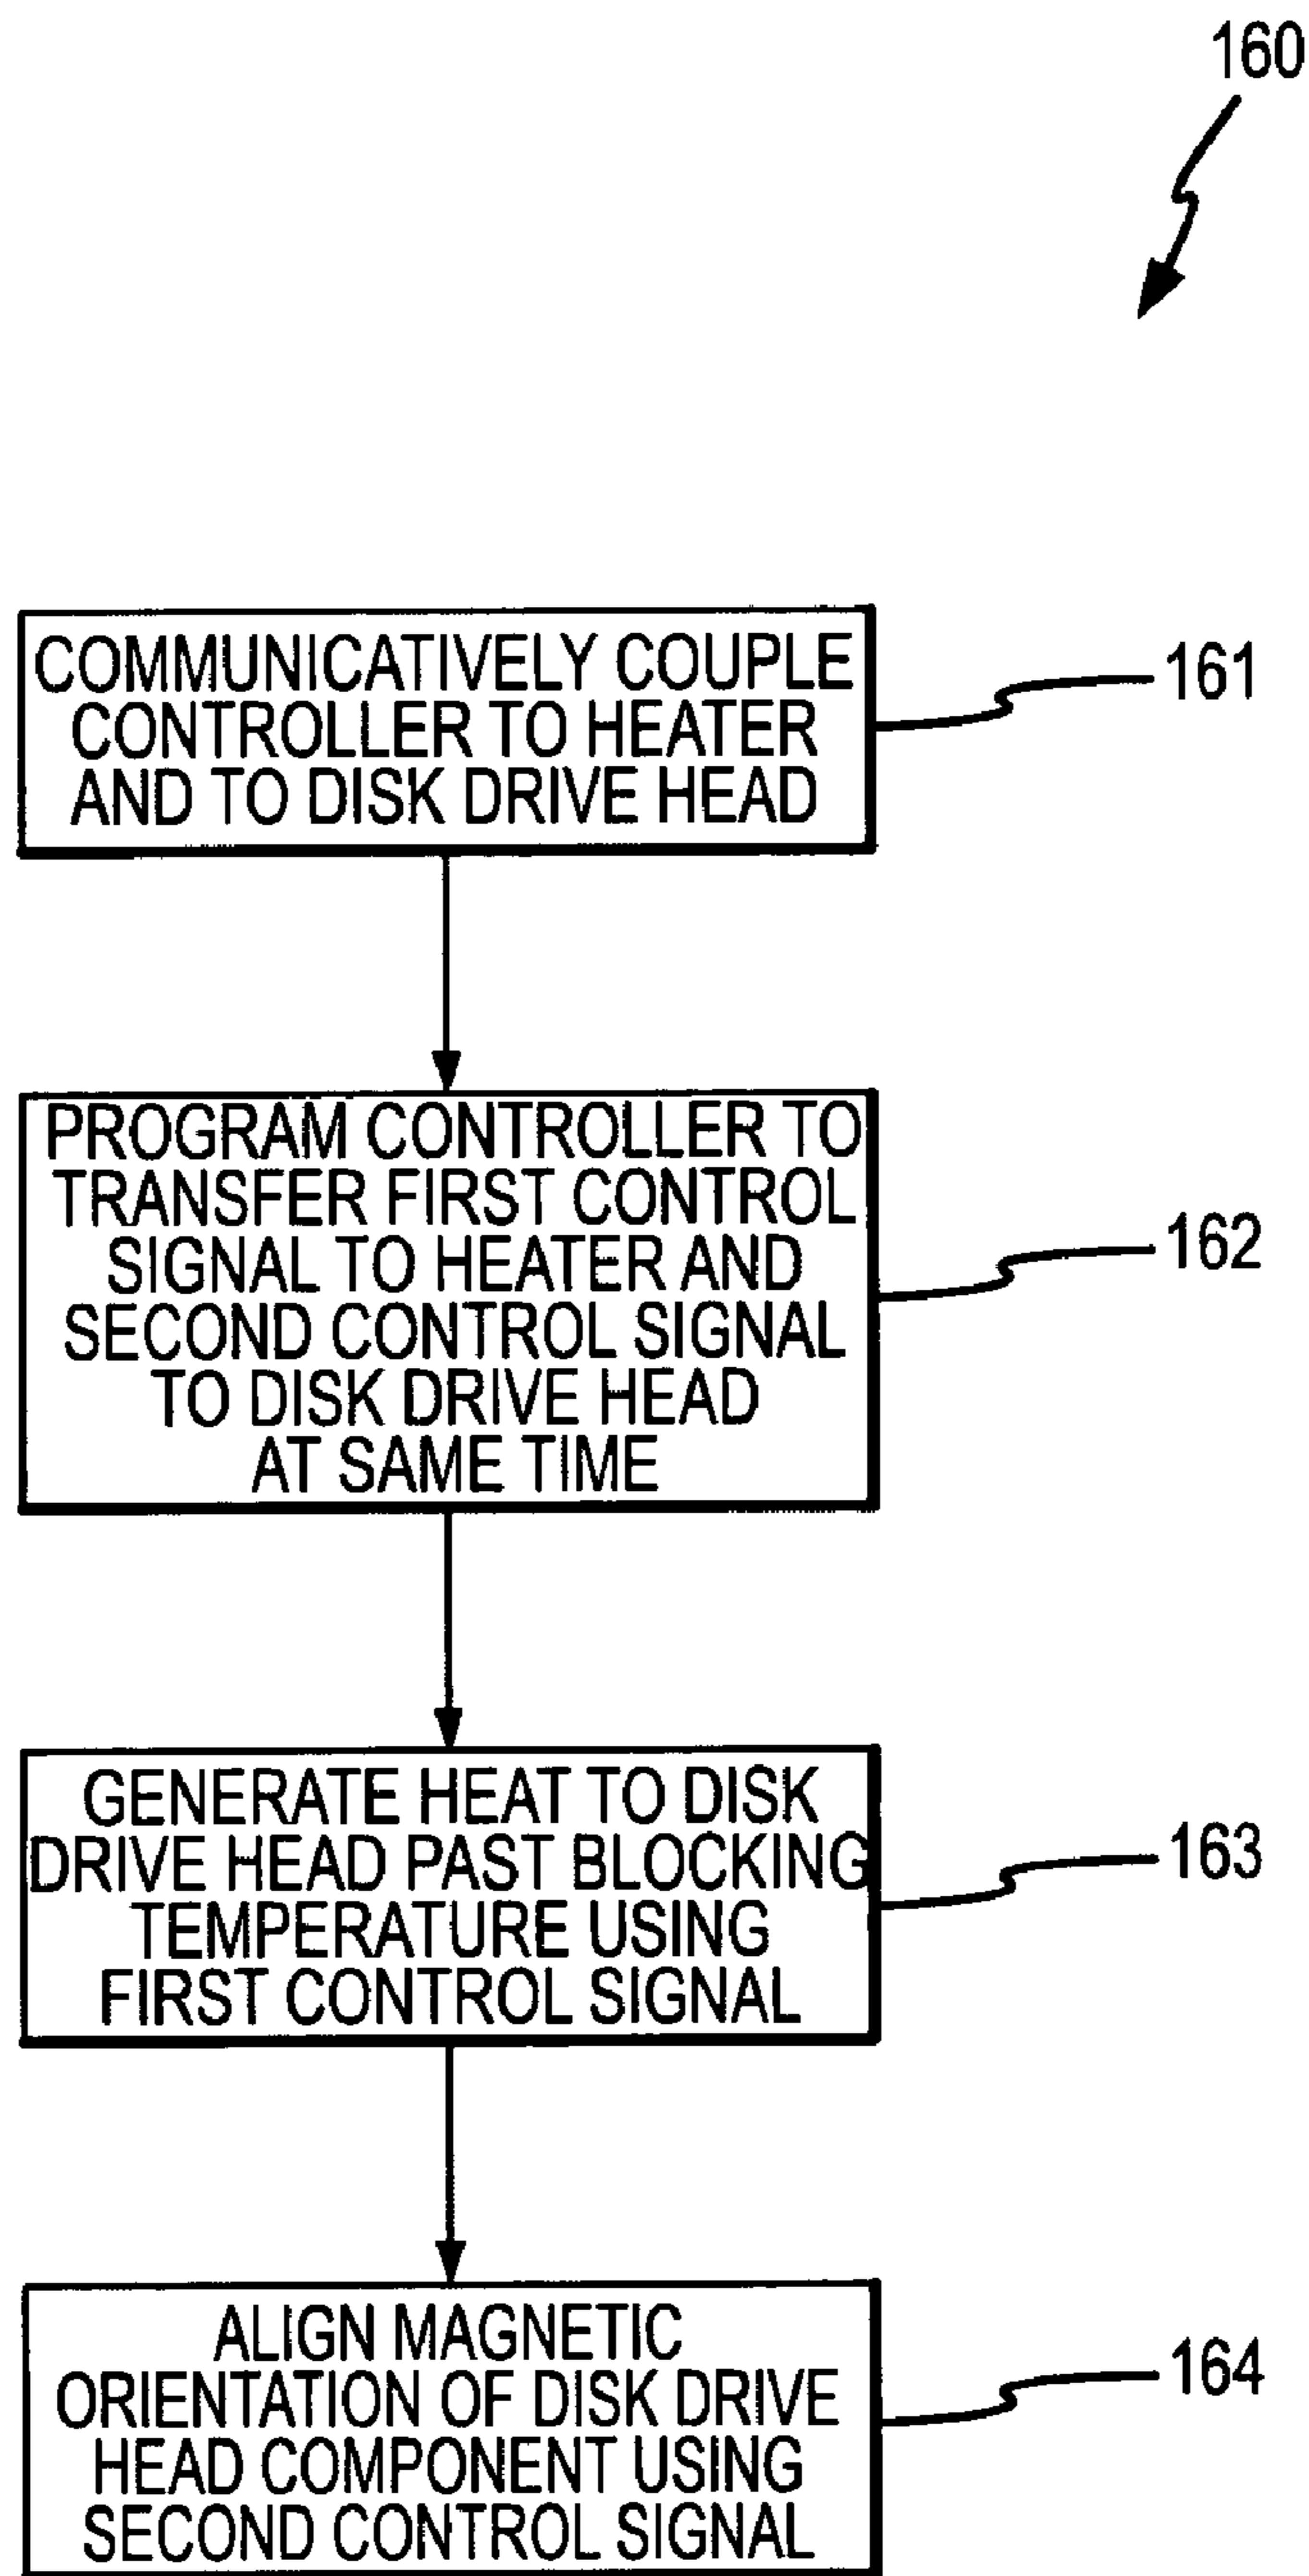 160
COMMUNICATIVELY COUPLE
CONTROLLER TO HEATER
AND TO DISK DRIVE HEAD
161
PROGRAM CONTROLLER TO
TRANSFER FIRST CONTROL
SIGNAL TO HEATER AND
SECOND CONTROL SIGNAL
TO DISK DRIVE HEAD
AT SAME TIME
162
GENERATE HEAT TO DISK
DRIVE HEAD PAST BLOCKING
TEMPERATURE USING
FIRST CONTROL SIGNAL
163
ALIGN MAGNETIC
ORIENTATION OF DISK DRIVE
HEAD COMPONENT USING
SECOND CONTROL SIGNAL
164